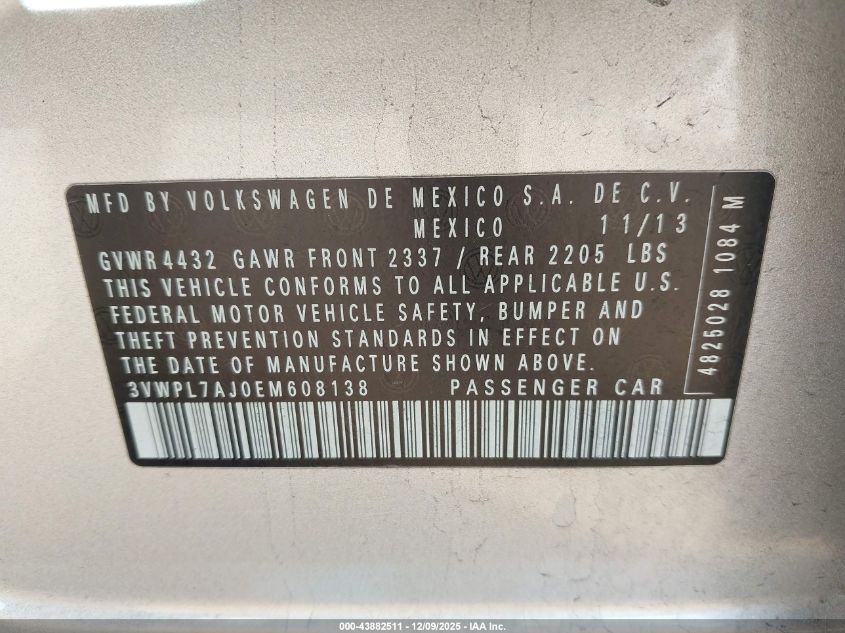 MFD BY VOLKSWAGEN DE MEXICO S.A. DE C.V.
MEXICO 11/13
GVWR4432 GAWR FRONT 2337 / REAR 2205 LBS
THIS VEHICLE CONFORMS TO ALL APPLICABLE U.S.
FEDERAL MOTOR VEHICLE SAFETY, BUMPER AND
THEFT PREVENTION STANDARDS IN EFFECT ON
THE DATE OF MANUFACTURE SHOWN ABOVE.
3VWPL7AJ0EM608138 PASSENGER CAR
4825028 1084 M
000-43882511 - 12/09/2025 - IAA Inc.